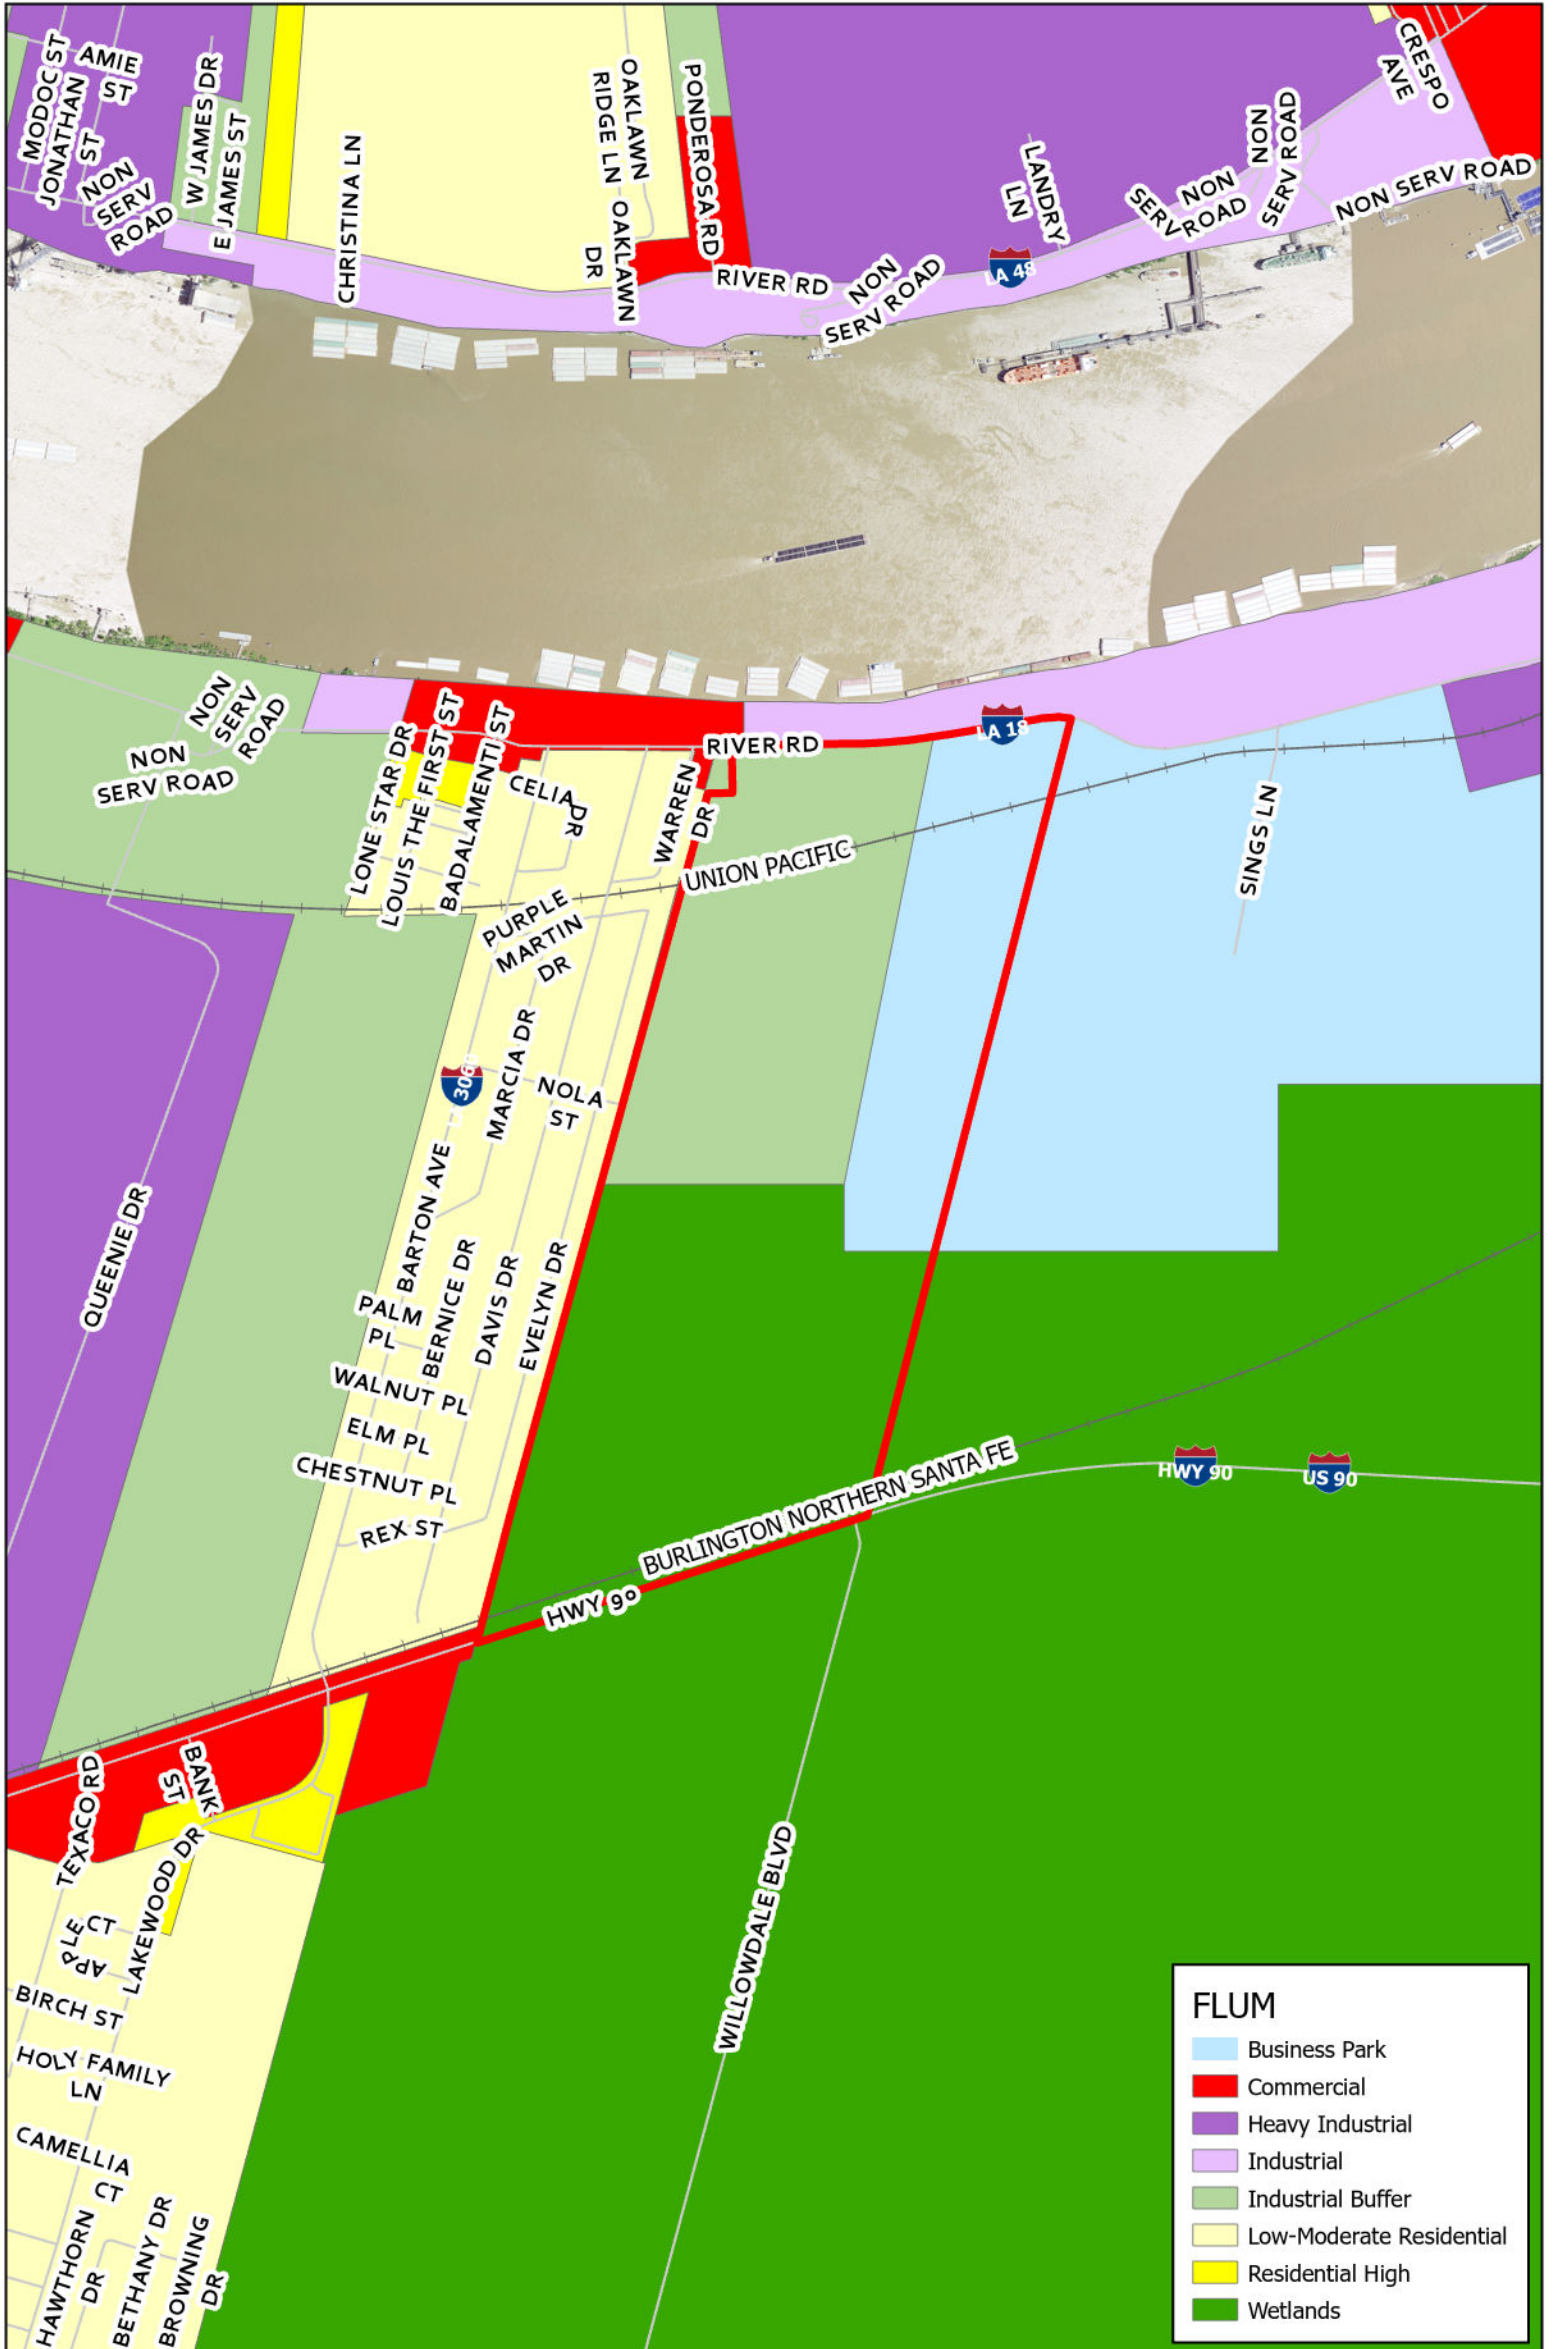 MODOC ST
AMIE
ST
JONATHAN
ST
NON
SERV
ROAD
W JAMES DR
E JAMES ST
CHRISTINA LN
OAKLAWN
RIDGE LN
OAKLAWN
DR
PONDEROSA RD
RIVER RD
NON
SERV ROAD
LA 48
LANDRY
LN
NON
SERV ROAD
NON
SERV ROAD
NON SERV ROAD
CRESPO
AVE
NON
SERV
ROAD
NON
SERV ROAD
LONE STAR DR
LOUIS THE FIRST ST
BADALAMENTI ST
CELIA
DR
WARREN
DR
RIVER RD
LA 18
UNION PACIFIC
SINGS LN
PURPLE
MARTIN
DR
MARCIA DR
306
NOLA
ST
BARTON AVE
QUEENIE DR
PALM
PL
BERNICE DR
DAVIS DR
EVELYN DR
WALNUT PL
ELM PL
CHESTNUT PL
REX ST
BURLINGTON NORTHERN SANTA FE
HWY 90
HWY 90
US 90
TEXACO RD
BANK
ST
LAKEWOOD DR
APPLE CT
BIRCH ST
HOLY FAMILY
LN
CAMELLIA
CT
HAWTHORN
DR
BETHANY DR
BROWNING
DR
WILLOWDALE BLVD
FLUM
Business Park
Commercial
Heavy Industrial
Industrial
Industrial Buffer
Low-Moderate Residential
Residential High
Wetlands